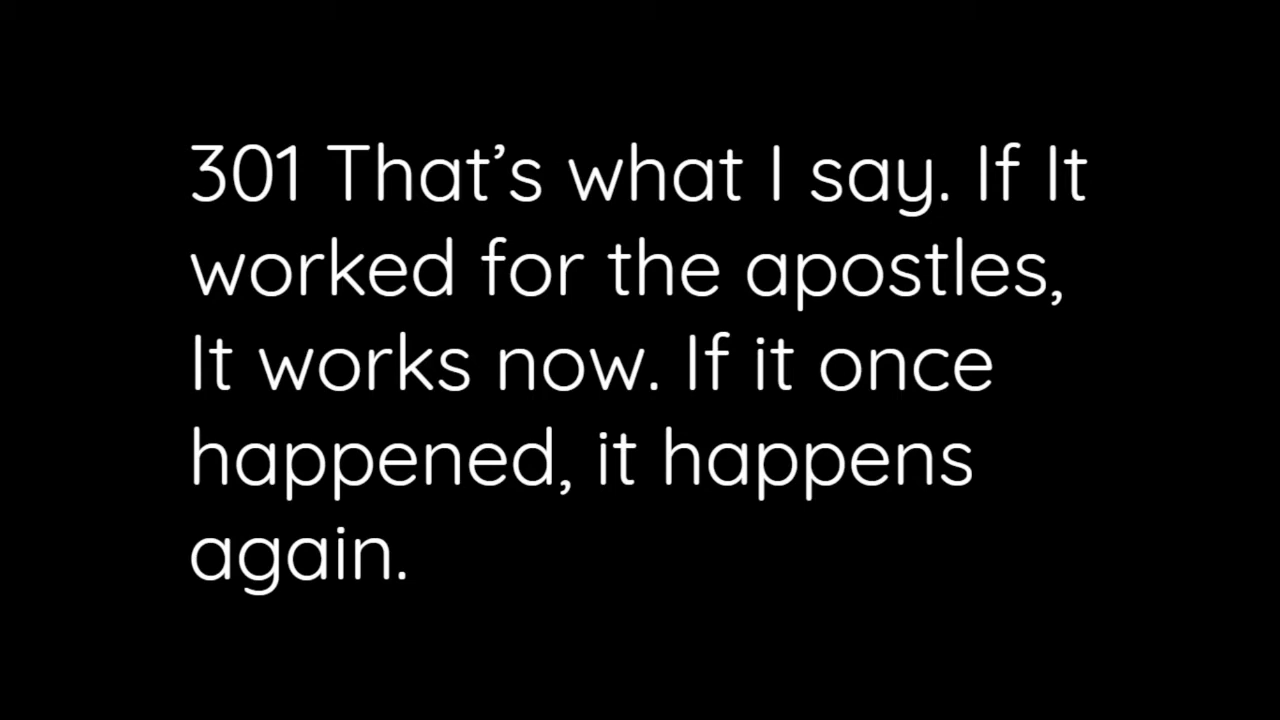 301 That’s what I say. If It
worked for the apostles,
It works now. If it once
happened, it happens
again.